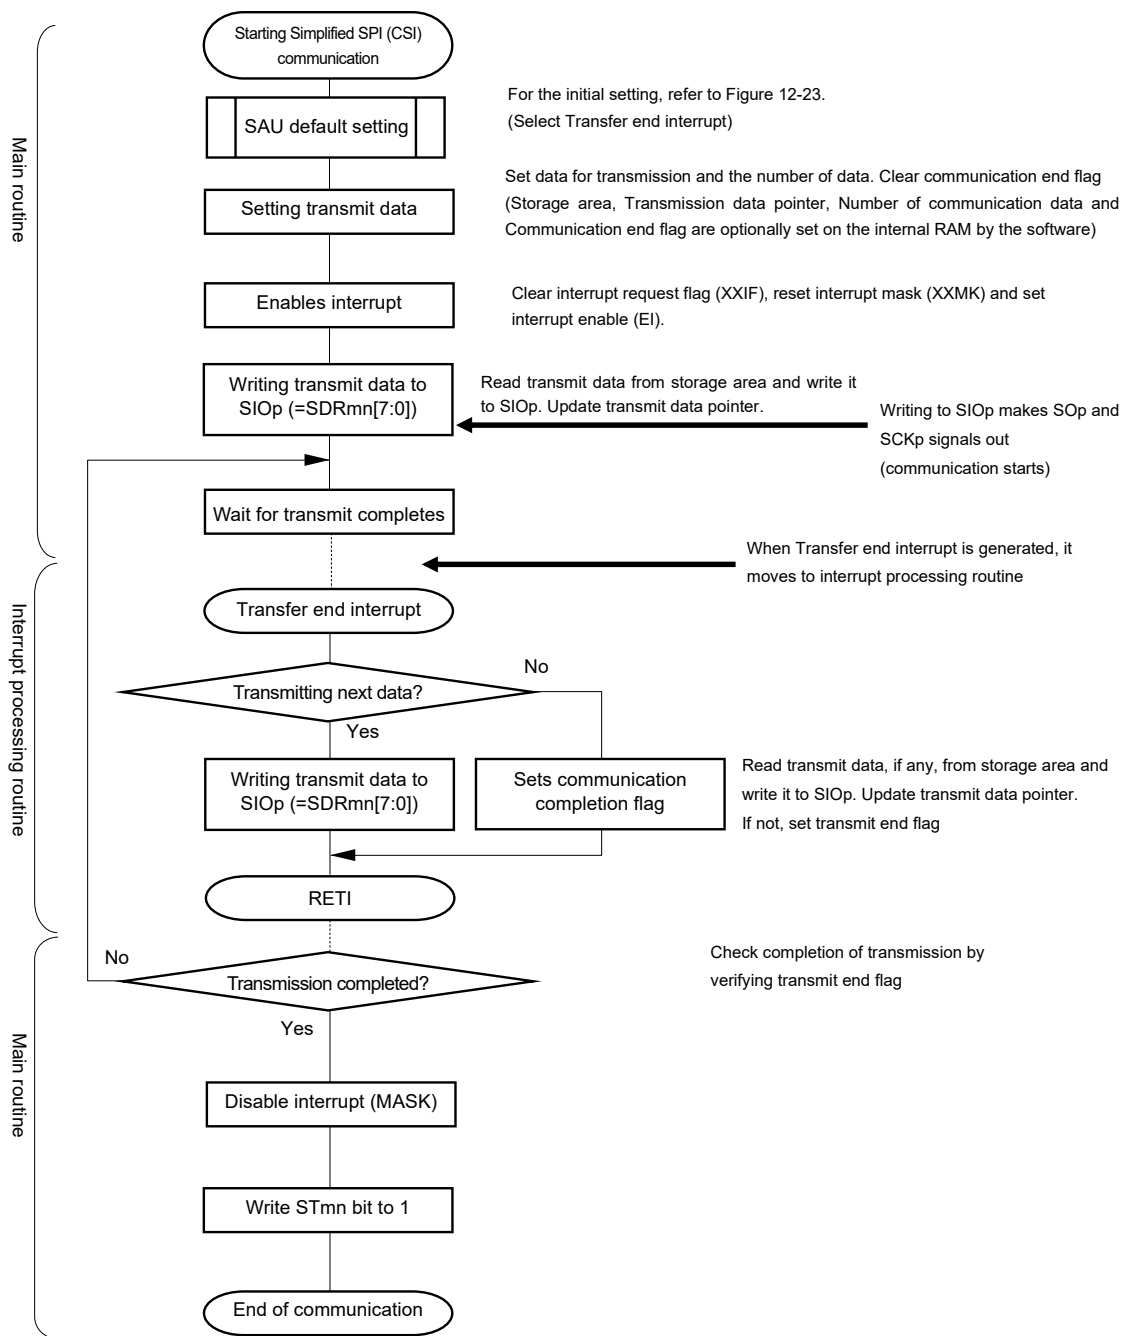 Starting Simplified SPI (CSI)
communication
SAU default setting
For the initial setting, refer to Figure 12-23.
(Select Transfer end interrupt)
Main routine
Setting transmit data
Set data for transmission and the number of data. Clear communication end flag
(Storage area, Transmission data pointer, Number of communication data and
Communication end flag are optionally set on the internal RAM by the software)
Enables interrupt
Clear interrupt request flag (XXIF), reset interrupt mask (XXMK) and set
interrupt enable (EI).
Writing transmit data to
SIOp (=SDRmn[7:0])
Read transmit data from storage area and write it
to SIOp. Update transmit data pointer.
Writing to SIOp makes SOp and
SCKp signals out
(communication starts)
Wait for transmit completes
When Transfer end interrupt is generated, it
moves to interrupt processing routine
Interrupt processing routine
Transfer end interrupt
Transmitting next data?
No
Yes
Writing transmit data to
SIOp (=SDRmn[7:0])
Sets communication
completion flag
Read transmit data, if any, from storage area and
write it to SIOp. Update transmit data pointer.
If not, set transmit end flag
RETI
No
Transmission completed?
Check completion of transmission by
verifying transmit end flag
Yes
Main routine
Disable interrupt (MASK)
Write STmn bit to 1
End of communication